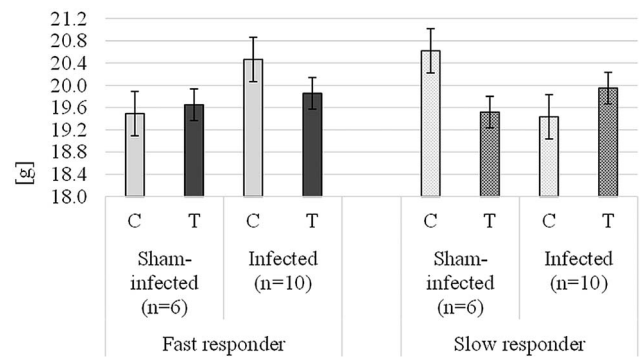 21.2
20.8
20.4
20.0
19.6
19.2
18.8
18.4
18.0
[g]
C T C T C T C T
Sham-
infected
(n=6)
Infected
(n=10)
Sham-
infected
(n=6)
Infected
(n=10)
Fast responder
Slow responder